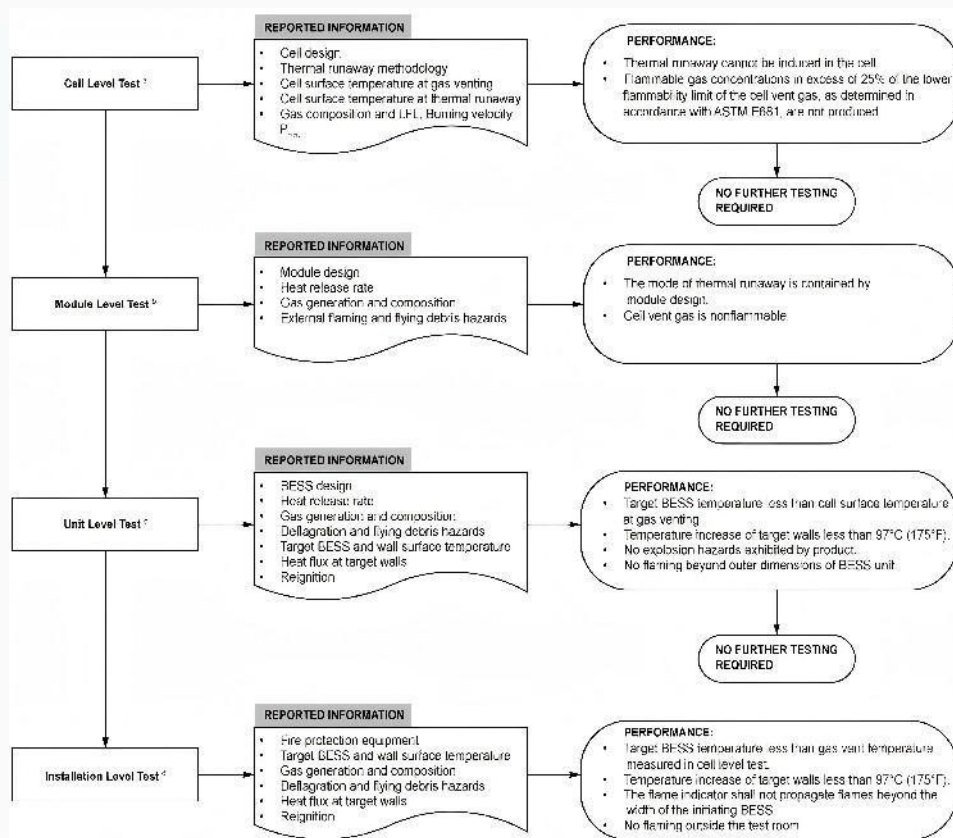 REPORTED INFORMATION
Cell Level Test
• Cell design
• Thermal runaway methodology
• Cell surface temperature at gas venting
• Cell surface temperature at thermal runaway
• Gas composition and LFL, Burning velocity
PERFORMANCE:
• Thermal runaway cannot be induced in the cell
• Flammable gas concentrations in excess of 25% of the lower
flammability limit of the cell vent gas, as determined in
accordance with ASTM E681, are not produced
NO FURTHER TESTING
REQUIRED
REPORTED INFORMATION
Module Level Test b
• Module design
• Heat release rate
• Gas generation and composition
• External flaming and flying debris hazards
PERFORMANCE:
• The mode of thermal runaway is contained by
module design.
• Cell vent gas is nonflammable
NO FURTHER TESTING
REQUIRED
REPORTED INFORMATION
Unit Level Test c
• BESS design
• Heat release rate
• Gas generation and composition
• Deflagration and flying debris hazards
• Target BESS and wall surface temperature
• Heat flux at target walls
• Reignition
PERFORMANCE:
• Target BESS temperature less than cell surface temperature
at gas venting
• Temperature increase of target walls less than 97°C (175°F).
• No explosion hazards exhibited by product.
• No flaming beyond outer dimensions of BESS unit
NO FURTHER TESTING
REQUIRED
REPORTED INFORMATION
Installation Level Test d
• Fire protection equipment
• Target BESS and wall surface temperature
• Gas generation and composition
• Deflagration and flying debris hazards
• Heat flux at target walls
• Reignition
PERFORMANCE:
• Target BESS temperature less than gas vent temperature
measured in cell level test.
• Temperature increase of target walls less than 97°C (175°F).
• The flame indicator shall not propagate flames beyond the
width of the initiating BESS
• No flaming outside the test room